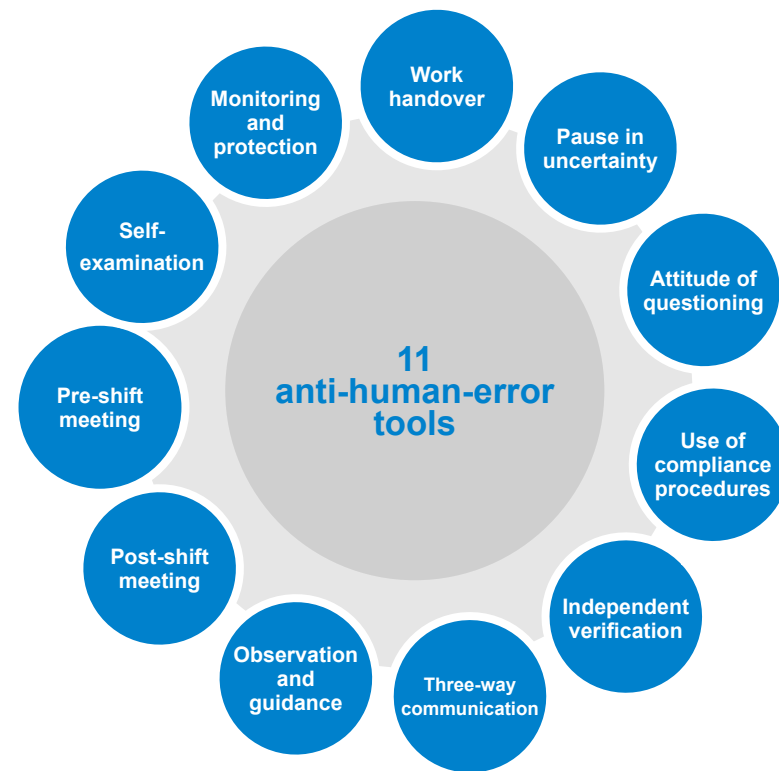 Work
handover
Pause in
uncertainty
Attitude of
questioning
Use of
compliance
procedures
Independent
verification
Three-way
communication
Observation
and
guidance
Post-shift
meeting
Pre-shift
meeting
Self-
examination
Monitoring
and
protection
11
anti-human-error
tools